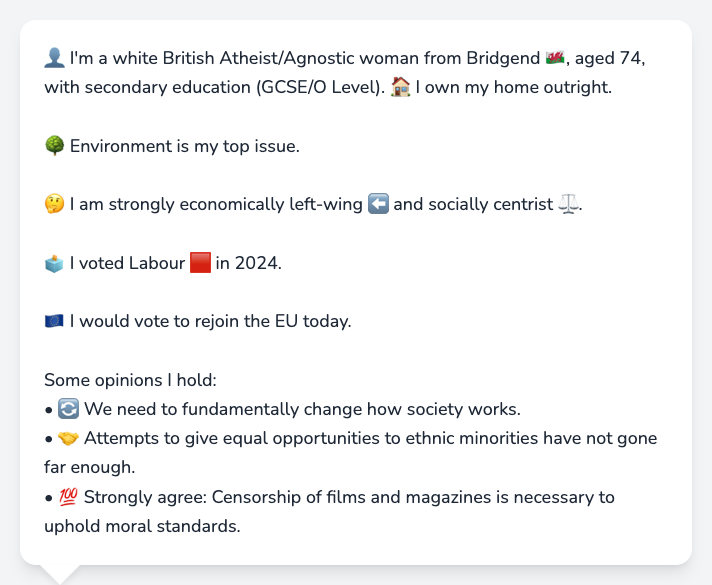 👤 I'm a white British Atheist/Agnostic woman from Bridgend 🏴󠁧󠁢󠁷󠁬󠁳󠁿, aged 74,
with secondary education (GCSE/O Level). 🏠 I own my home outright.
🌳 Environment is my top issue.
🤔 I am strongly economically left-wing ⬅️ and socially centrist ⚖️.
🗳️ I voted Labour 🟥 in 2024.
🇪🇺 I would vote to rejoin the EU today.
Some opinions I hold:
• 🔄 We need to fundamentally change how society works.
• 🤝 Attempts to give equal opportunities to ethnic minorities have not gone
far enough.
• 💯 Strongly agree: Censorship of films and magazines is necessary to
uphold moral standards.